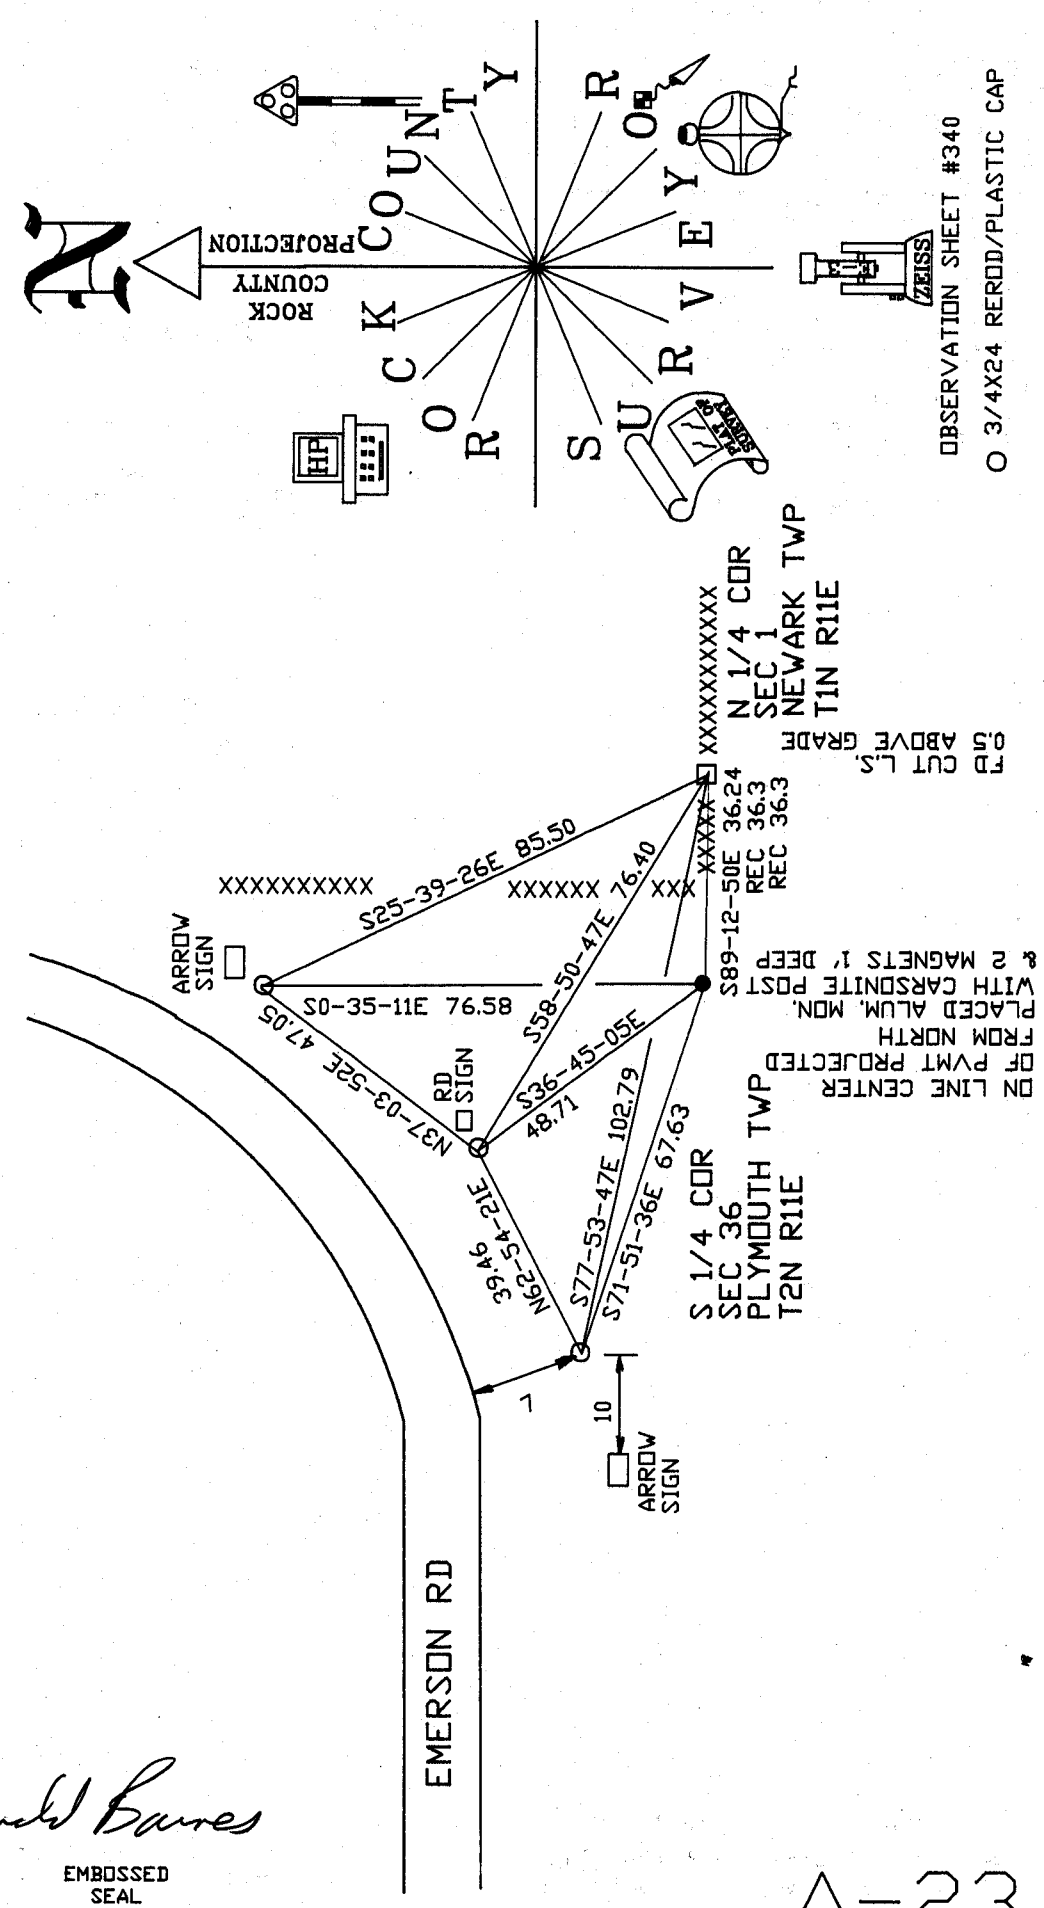 N
ROCK COUNTY
PROJECTION
ROCK COUNTY
SURVEYOR
HP
PLAT OF
SURVEY
ZEISS
OBSERVATION SHEET #340
O 3/4X24 REROD/PLASTIC CAP
ARROW
SIGN
XXXXXXXXXX
XXXXXX
XXX
S25-39-26E 85.50
S0-35-11E 76.58
N37-03-52E 47.05
RD
SIGN
S58-50-47E 76.40
S36-45-05E
48.71
39.46
N62-54-21E
S77-53-47E 102.79
S71-51-36E 67.63
XXXXX
XXXXXXXXXXX
S89-12-50E 36.24
REC 36.3
REC 36.3
N 1/4 COR
SEC 1
NEWARK TWP
T1N R11E
FD CUT L.S.
0.5 ABOVE GRADE
S 1/4 COR
SEC 36
PLYMOUTH TWP
T2N R11E
ON LINE CENTER
OF PVMT PROJECTED
FROM NORTH
PLACED ALUM. MON.
WITH CARSONITE POST
& 2 MAGNETS 1' DEEP
7
10
ARROW
SIGN
EMERSON RD
Barnes
EMBOSSED
SEAL
A-23